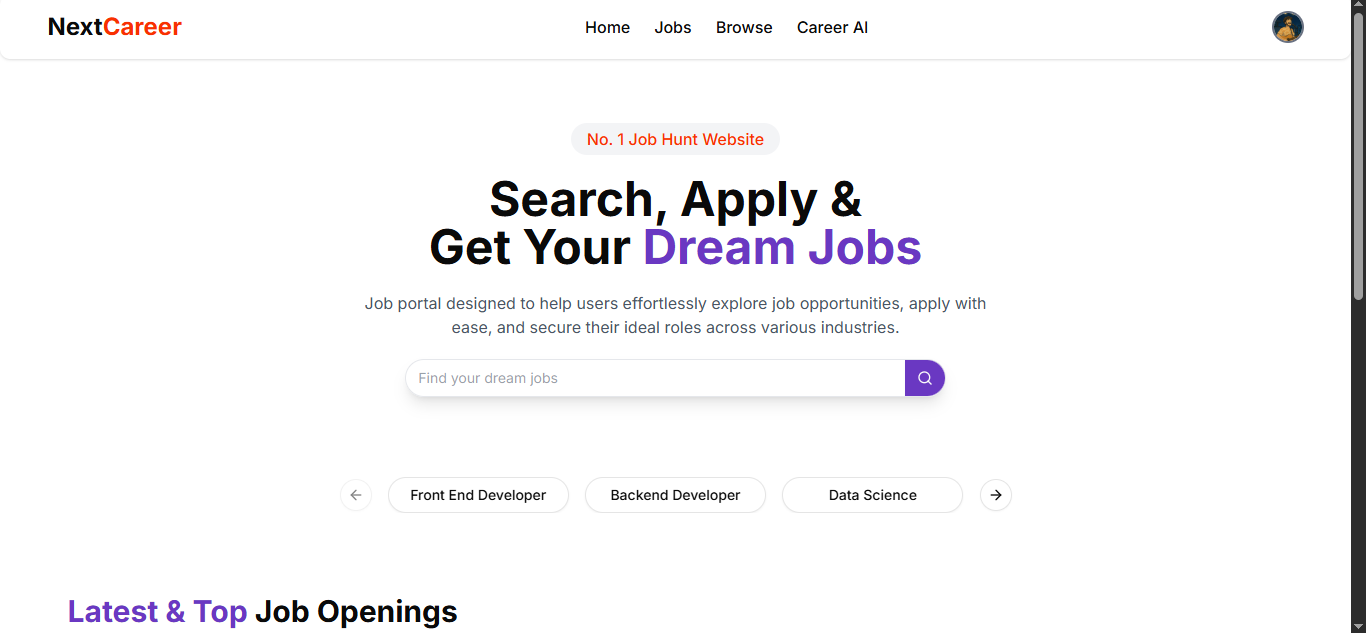 NextCareer
Home Jobs Browse Career AI
No. 1 Job Hunt Website
Search, Apply &
Get Your Dream Jobs
Job portal designed to help users effortlessly explore job opportunities, apply with
ease, and secure their ideal roles across various industries.
Find your dream jobs
Front End Developer Backend Developer Data Science
Latest & Top Job Openings